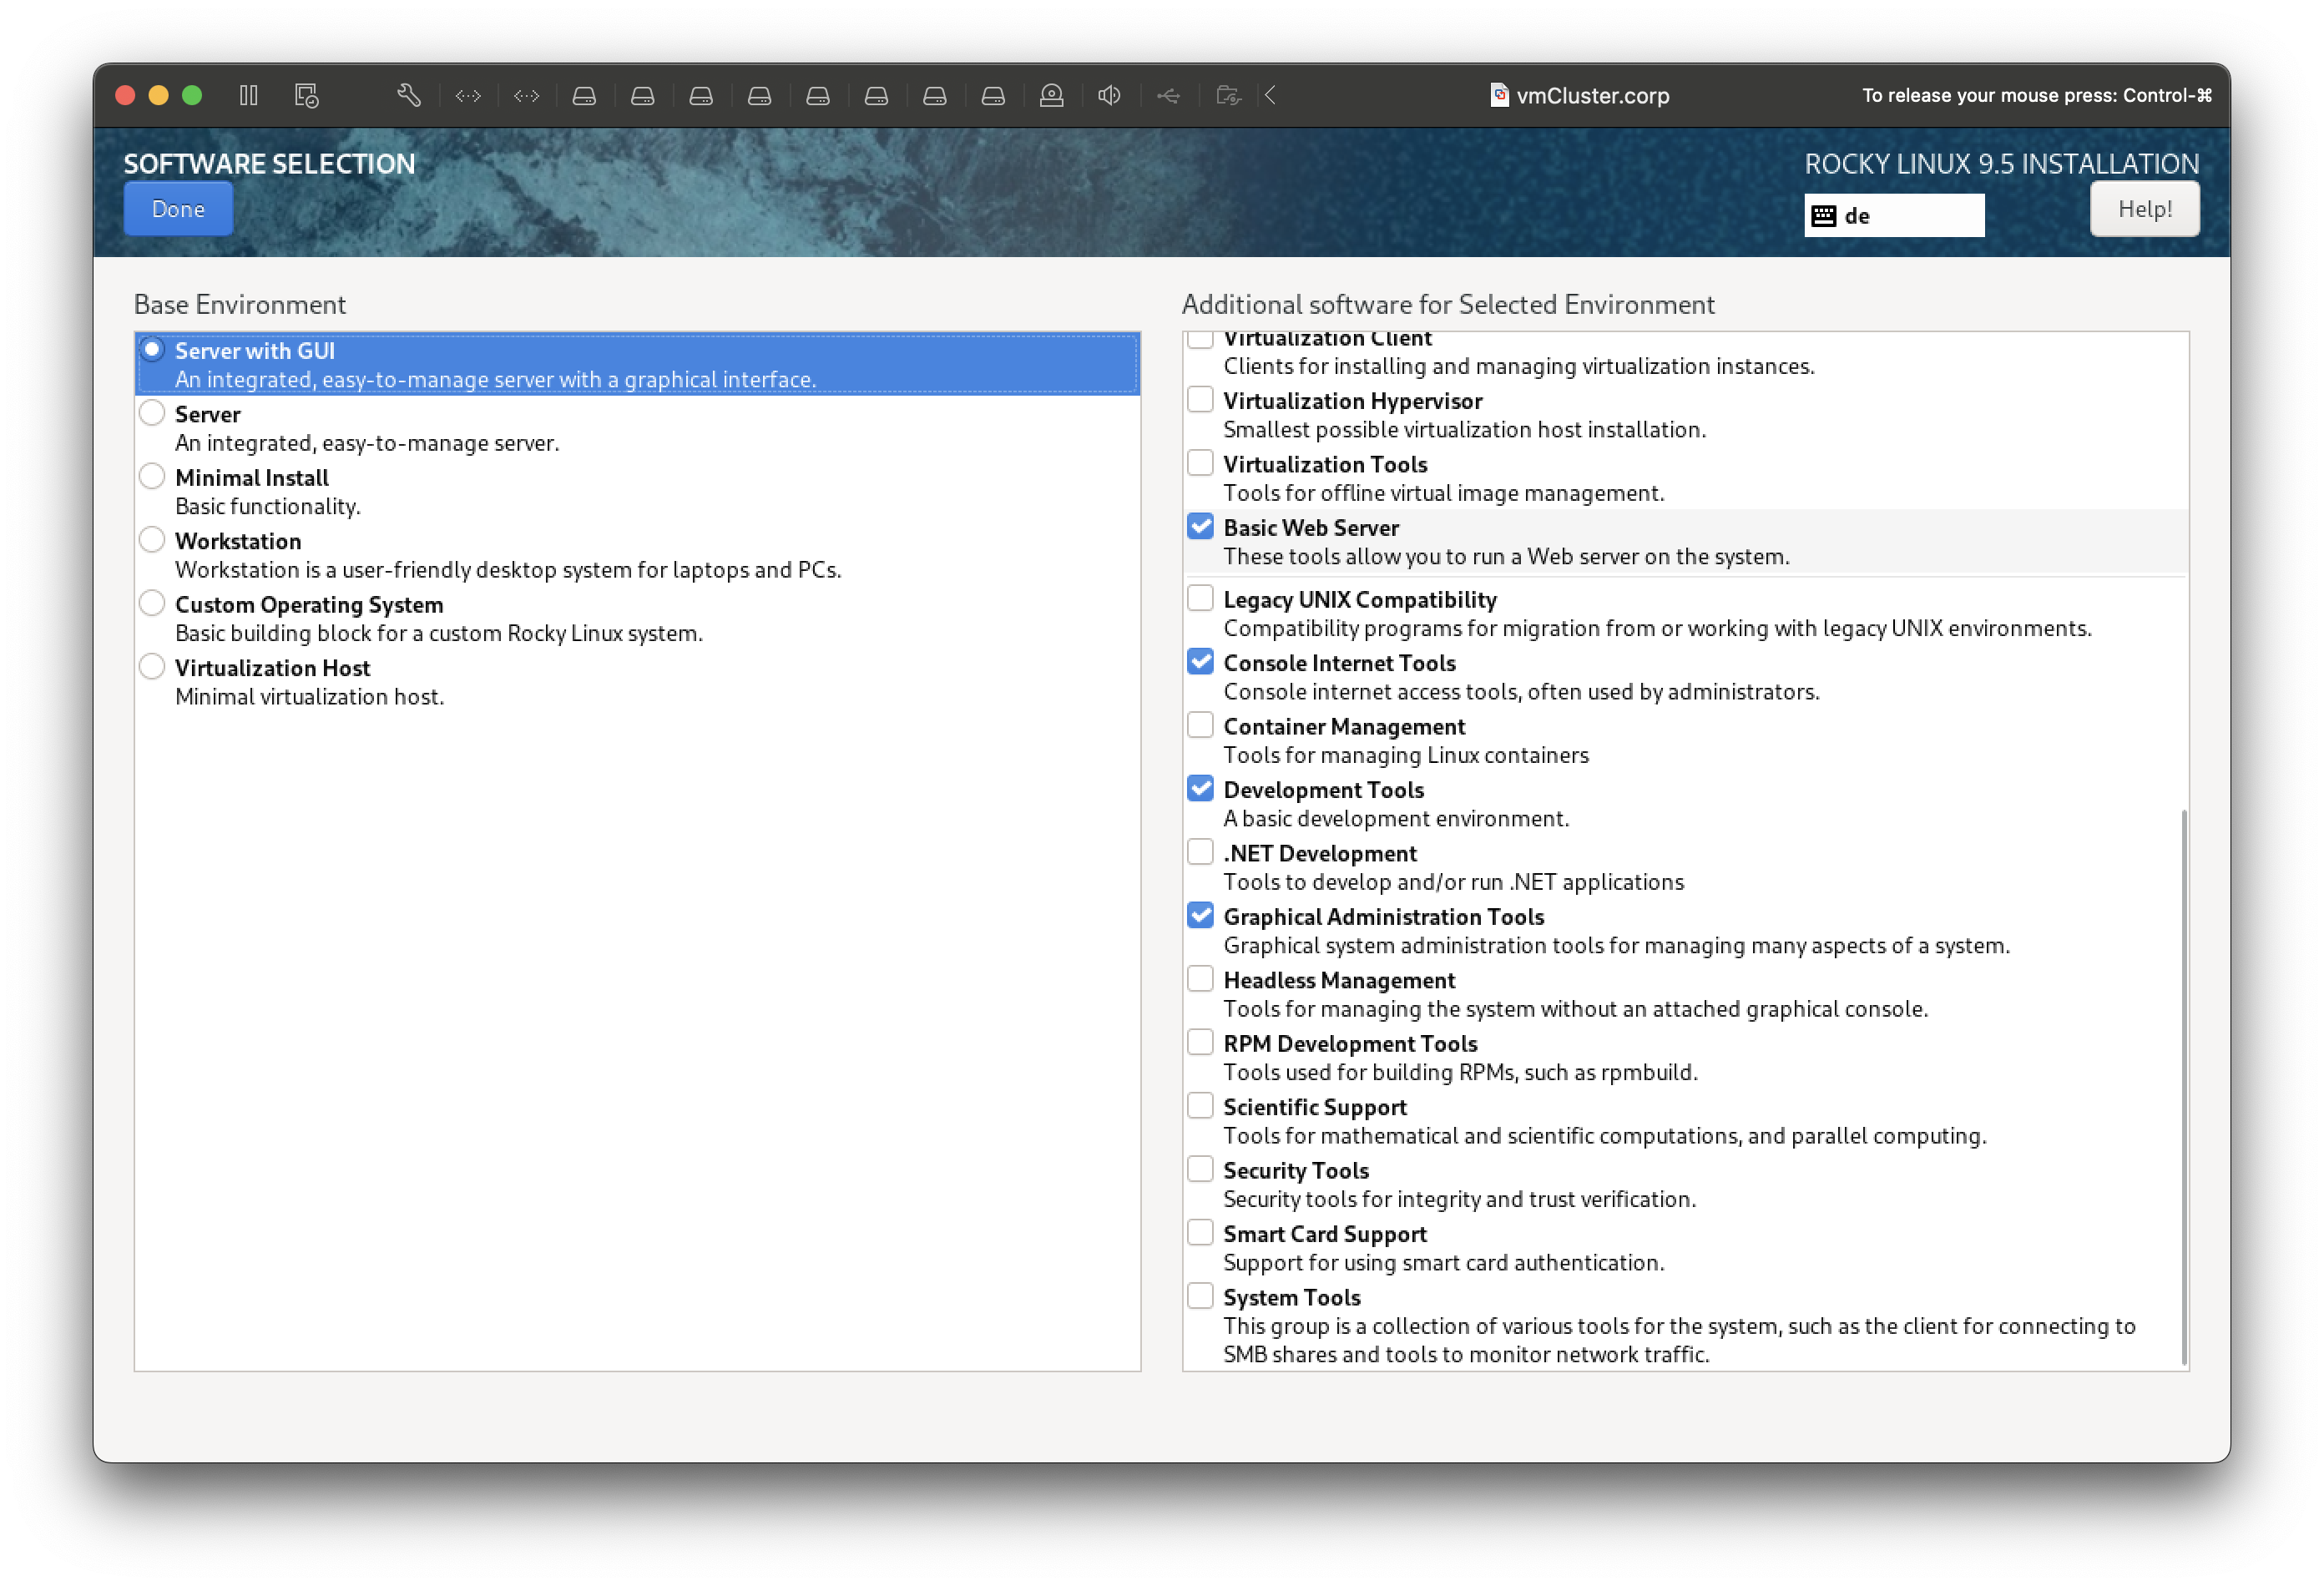 vmCluster.corp
To release your mouse press: Control-⌘
SOFTWARE SELECTION
ROCKY LINUX 9.5 INSTALLATION
Done
de
Help!
Base Environment
Server with GUI
An integrated, easy-to-manage server with a graphical interface.
Server
An integrated, easy-to-manage server.
Minimal Install
Basic functionality.
Workstation
Workstation is a user-friendly desktop system for laptops and PCs.
Custom Operating System
Basic building block for a custom Rocky Linux system.
Virtualization Host
Minimal virtualization host.
Additional software for Selected Environment
Virtualization Client
Clients for installing and managing virtualization instances.
Virtualization Hypervisor
Smallest possible virtualization host installation.
Virtualization Tools
Tools for offline virtual image management.
Basic Web Server
These tools allow you to run a Web server on the system.
Legacy UNIX Compatibility
Compatibility programs for migration from or working with legacy UNIX environments.
Console Internet Tools
Console internet access tools, often used by administrators.
Container Management
Tools for managing Linux containers
Development Tools
A basic development environment.
.NET Development
Tools to develop and/or run .NET applications
Graphical Administration Tools
Graphical system administration tools for managing many aspects of a system.
Headless Management
Tools for managing the system without an attached graphical console.
RPM Development Tools
Tools used for building RPMs, such as rpmbuild.
Scientific Support
Tools for mathematical and scientific computations, and parallel computing.
Security Tools
Security tools for integrity and trust verification.
Smart Card Support
Support for using smart card authentication.
System Tools
This group is a collection of various tools for the system, such as the client for connecting to
SMB shares and tools to monitor network traffic.